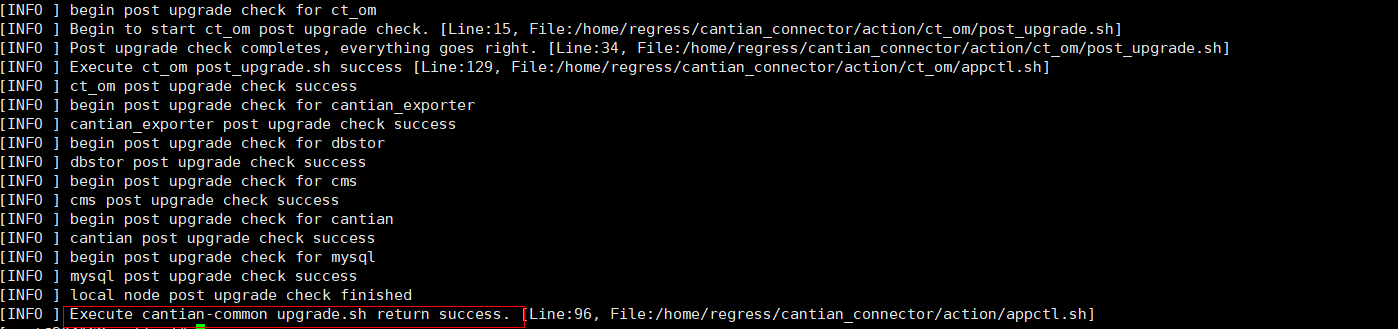 [INFO ] begin post upgrade check for ct_om
[INFO ] Begin to start ct_om post upgrade check. [Line:15, File:/home/regress/cantian_connector/action/ct_om/post_upgrade.sh]
[INFO ] Post upgrade check completes, everything goes right. [Line:34, File:/home/regress/cantian_connector/action/ct_om/post_upgrade.sh]
[INFO ] Execute ct_om post_upgrade.sh success [Line:129, File:/home/regress/cantian_connector/action/ct_om/appctl.sh]
[INFO ] ct_om post upgrade check success
[INFO ] begin post upgrade check for cantian_exporter
[INFO ] cantian_exporter post upgrade check success
[INFO ] begin post upgrade check for dbstor
[INFO ] dbstor post upgrade check success
[INFO ] begin post upgrade check for cms
[INFO ] cms post upgrade check success
[INFO ] begin post upgrade check for cantian
[INFO ] cantian post upgrade check success
[INFO ] begin post upgrade check for mysql
[INFO ] mysql post upgrade check success
[INFO ] local node post upgrade check finished
[INFO ] Execute cantian-common upgrade.sh return success. [Line:96, File:/home/regress/cantian_connector/action/appctl.sh]